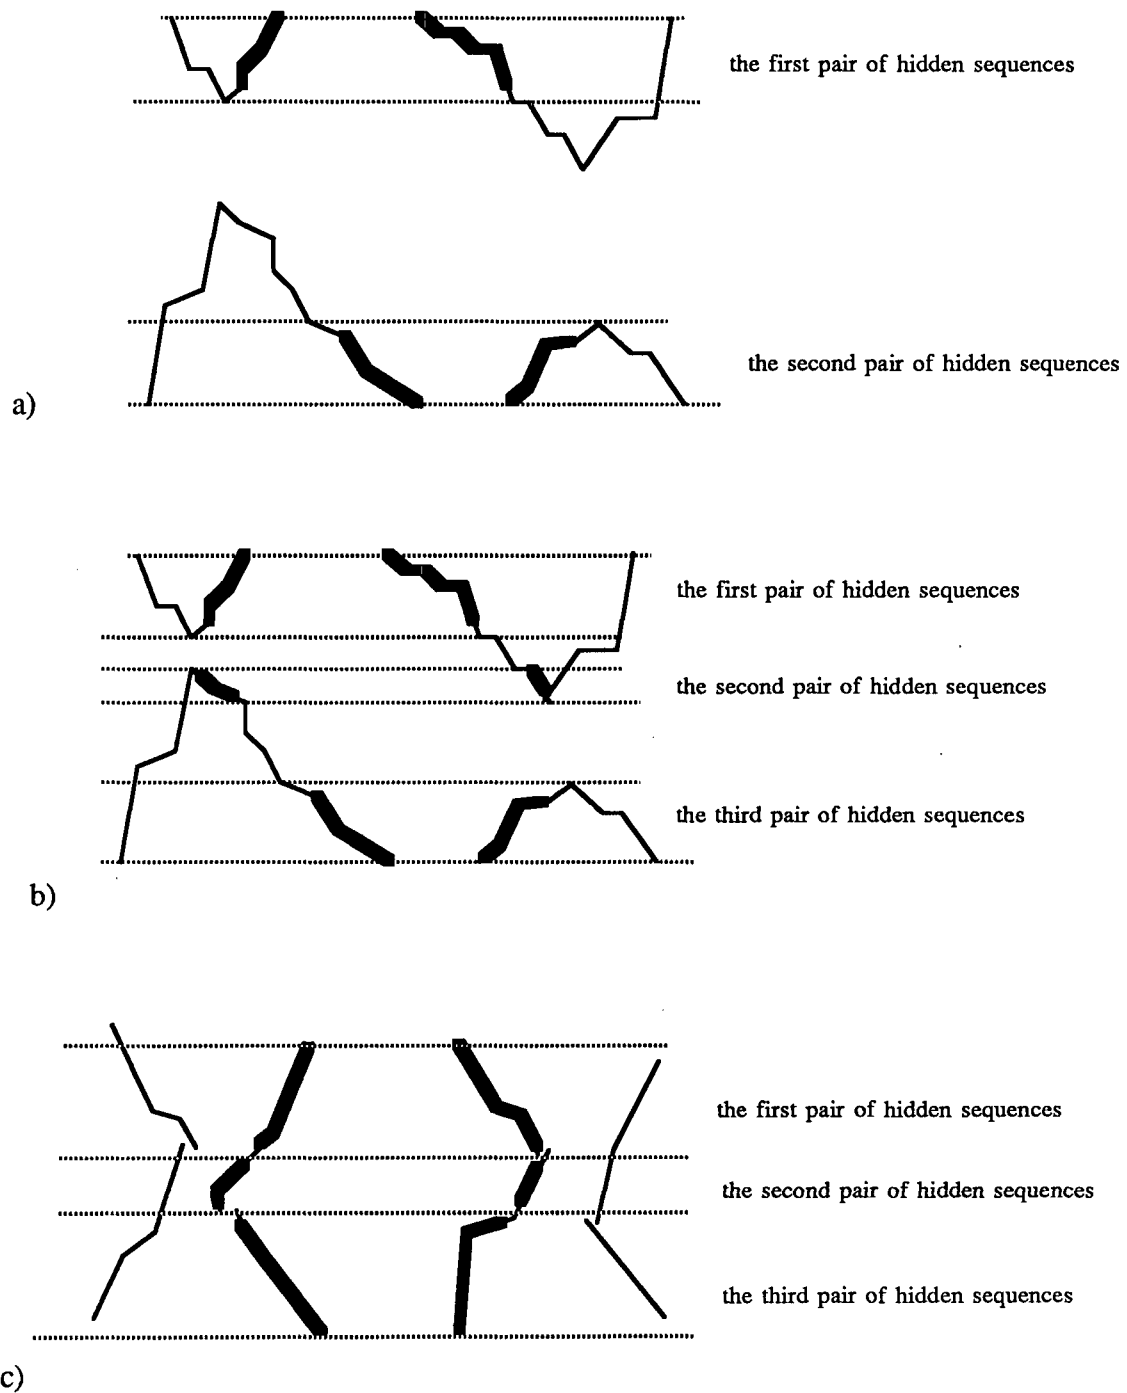 the first pair of hidden sequences
the second pair of hidden sequences
a)
the first pair of hidden sequences
the second pair of hidden sequences
the third pair of hidden sequences
b)
the first pair of hidden sequences
the second pair of hidden sequences
the third pair of hidden sequences
c)